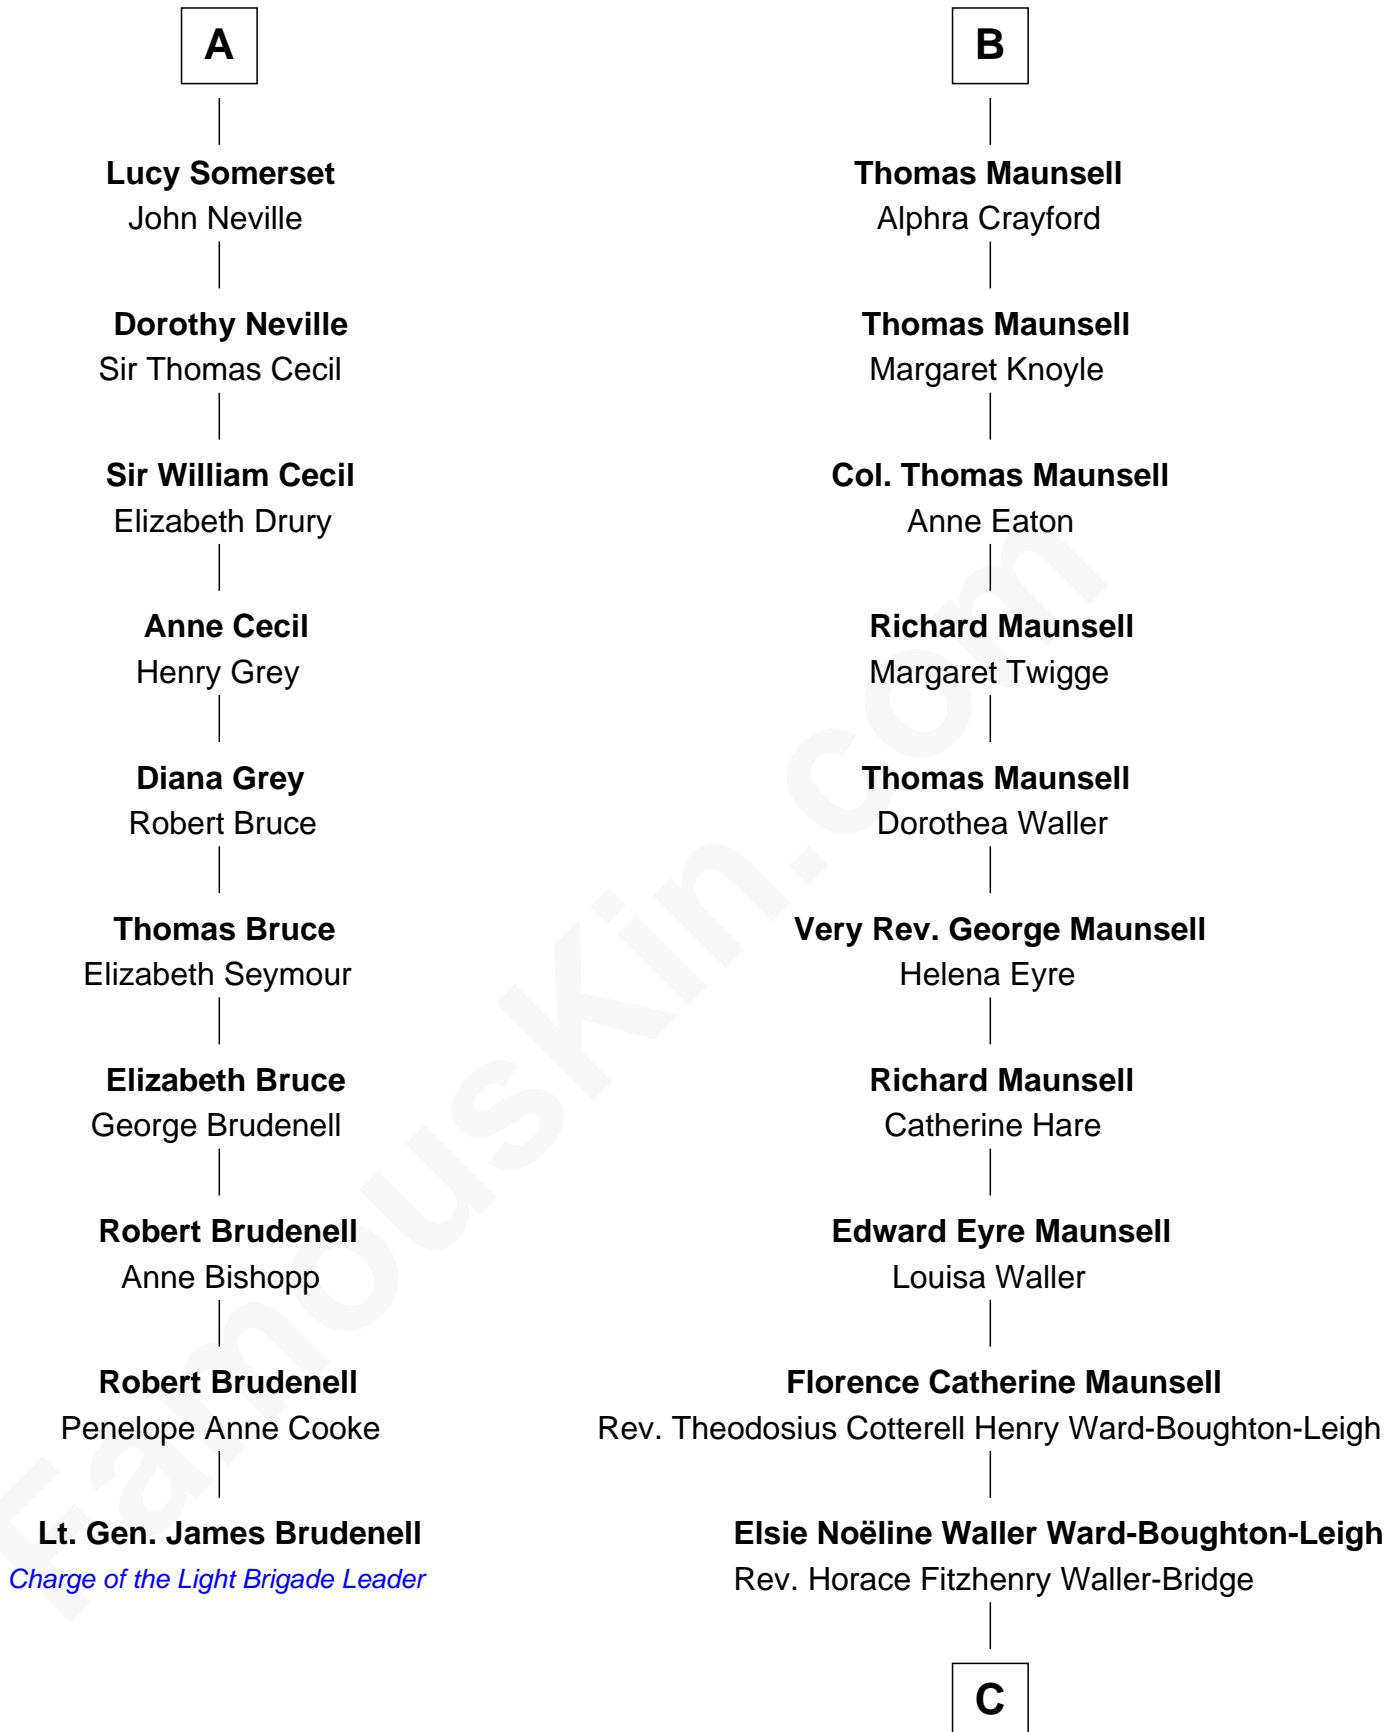 A
Lucy Somerset
John Neville
Dorothy Neville
Sir Thomas Cecil
Sir William Cecil
Elizabeth Drury
Anne Cecil
Henry Grey
Diana Grey
Robert Bruce
Thomas Bruce
Elizabeth Seymour
Elizabeth Bruce
George Brudenell
Robert Brudenell
Anne Bishopp
Robert Brudenell
Penelope Anne Cooke
Lt. Gen. James Brudenell
Charge of the Light Brigade Leader
B
Thomas Maunsell
Alphra Crayford
Thomas Maunsell
Margaret Knoyle
Col. Thomas Maunsell
Anne Eaton
Richard Maunsell
Margaret Twigge
Thomas Maunsell
Dorothea Waller
Very Rev. George Maunsell
Helena Eyre
Richard Maunsell
Catherine Hare
Edward Eyre Maunsell
Louisa Waller
Florence Catherine Maunsell
Rev. Theodosius Cotterell Henry Ward-Boughton-Leigh
Elsie Noëline Waller Ward-Boughton-Leigh
Rev. Horace Fitzhenry Waller-Bridge
C
FamousKin.com